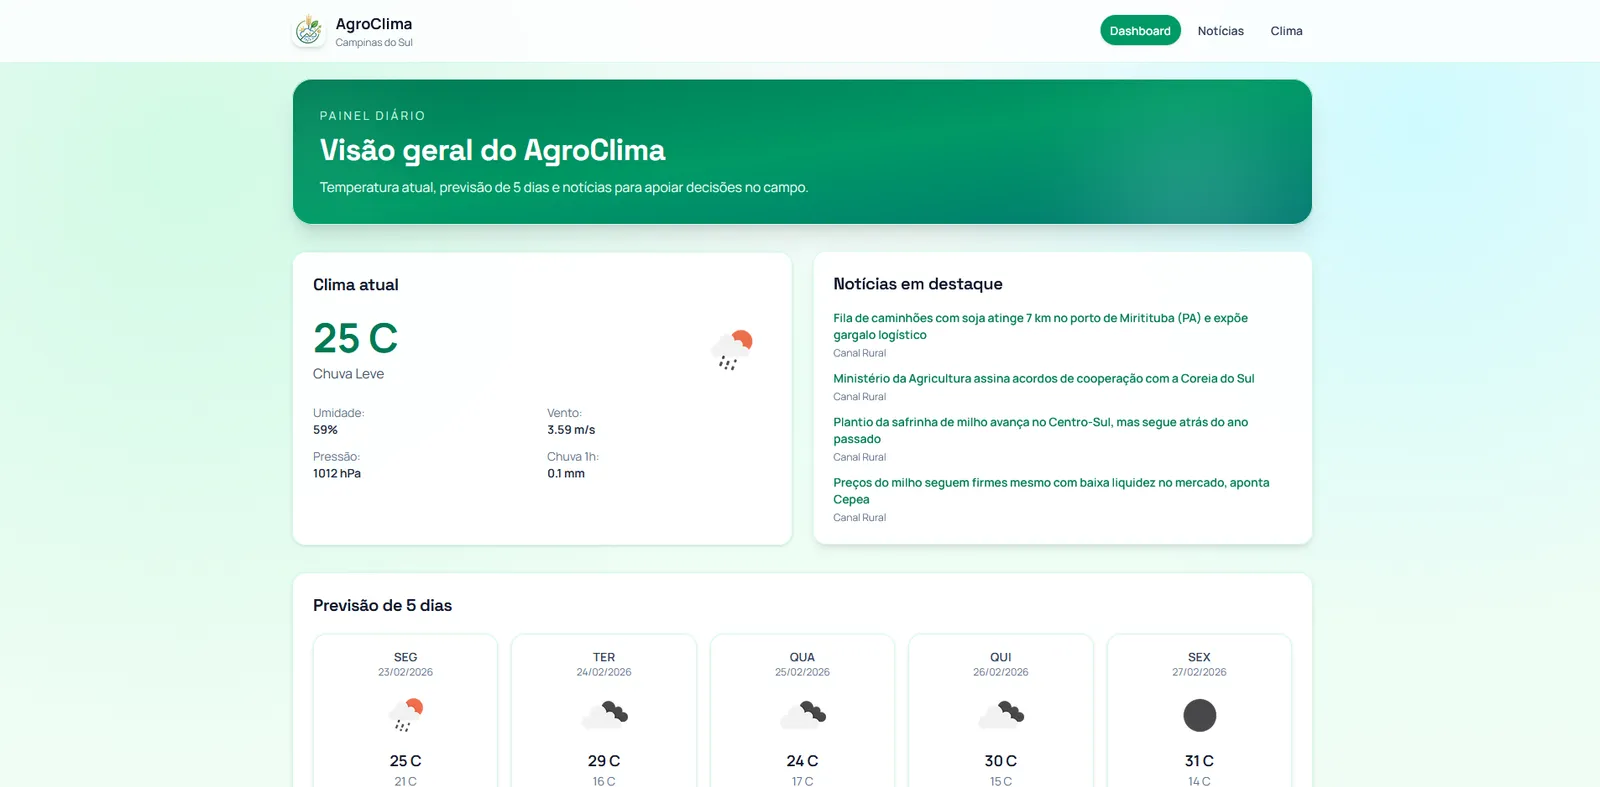 AgroClima
Campinas do Sul
Dashboard
Notícias
Clima
PAINEL DIÁRIO
Visão geral do AgroClima
Temperatura atual, previsão de 5 dias e notícias para apoiar decisões no campo.
Clima atual
25 C
Chuva Leve
Umidade:
59%
Vento:
3.59 m/s
Pressão:
1012 hPa
Chuva 1h:
0.1 mm
Notícias em destaque
Fila de caminhões com soja atinge 7 km no porto de Miritituba (PA) e expõe
gargalo logístico
Canal Rural
Ministério da Agricultura assina acordos de cooperação com a Coreia do Sul
Canal Rural
Plantio da safrinha de milho avança no Centro-Sul, mas segue atrás do ano
passado
Canal Rural
Preços do milho seguem firmes mesmo com baixa liquidez no mercado, aponta
Cepea
Canal Rural
Previsão de 5 dias
SEG
23/02/2026
25 C
21 C
TER
24/02/2026
29 C
16 C
QUA
25/02/2026
24 C
17 C
QUI
26/02/2026
30 C
15 C
SEX
27/02/2026
31 C
14 C